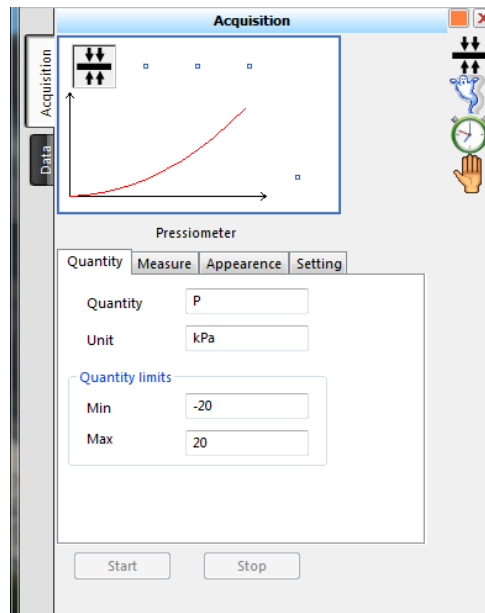 Acquisition
Acquisition
Data
Pressiometer
Quantity Measure Appearence Setting
Quantity P
Unit kPa
Quantity limits
Min -20
Max 20
Start Stop